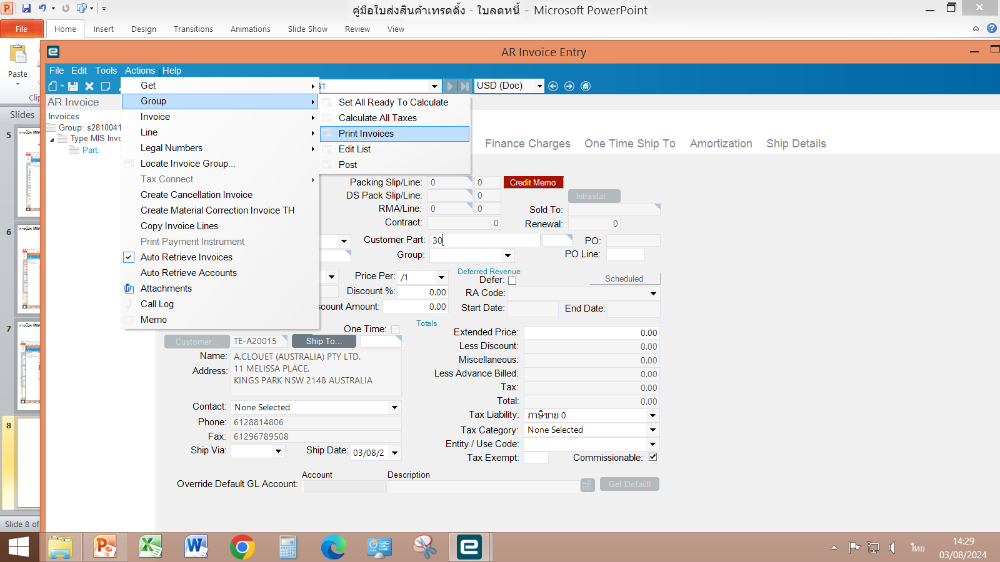 คู่มือใบส่งสินค้าเทรดดิ้ง - ใบลดหนี้ - Microsoft PowerPoint
File Home Insert Design Transitions Animations Slide Show Review View
Paste
Slides
5
6
7
8
Slide 8 of
AR Invoice Entry
File Edit Tools Actions Help
USD (Doc)
AR Invoice
Invoices
Group: s2810041
Type:MIS Invo
Part:
Get
Group
Invoice
Line
Legal Numbers
Locate Invoice Group...
Tax Connect
Create Cancellation Invoice
Create Material Correction Invoice TH
Copy Invoice Lines
Print Payment Instrument
Auto Retrieve Invoices
Auto Retrieve Accounts
Attachments
Call Log
Memo
Set All Ready To Calculate
Calculate All Taxes
Print Invoices
Edit List
Post
Finance Charges One Time Ship To Amortization Ship Details
Packing Slip/Line: 0 0 Credit Memo
DS Pack Slip/Line: 0 Intrastat...
RMA/Line: 0 0 Sold To:
Contract: 0 Renewal: 0
Customer Part: 30 PO:
Group: PO Line:
Deferred Revenue
Price Per: /1 Defer: Scheduled
Discount %: 0.00 RA Code:
Discount Amount: 0.00 Start Date: End Date:
One Time: Totals
Customer... TE-A20015 Ship To...
Name: A.CLOUET (AUSTRALIA) PTY LTD.
Address: 11 MELISSA PLACE,
KINGS PARK NSW 2148 AUSTRALIA
Contact: None Selected
Phone: 6128814806
Fax: 61296789508
Ship Via: Ship Date: 03/08/2
Extended Price: 0.00
Less Discount: 0.00
Miscellaneous: 0.00
Less Advance Billed: 0.00
Tax: 0.00
Total: 0.00
Tax Liability: ภาษีขาย 0
Tax Category: None Selected
Entity / Use Code:
Tax Exempt: Commissionable:
Account Description
Override Default GL Account: Get Default
ไทย
14:29
03/08/2024